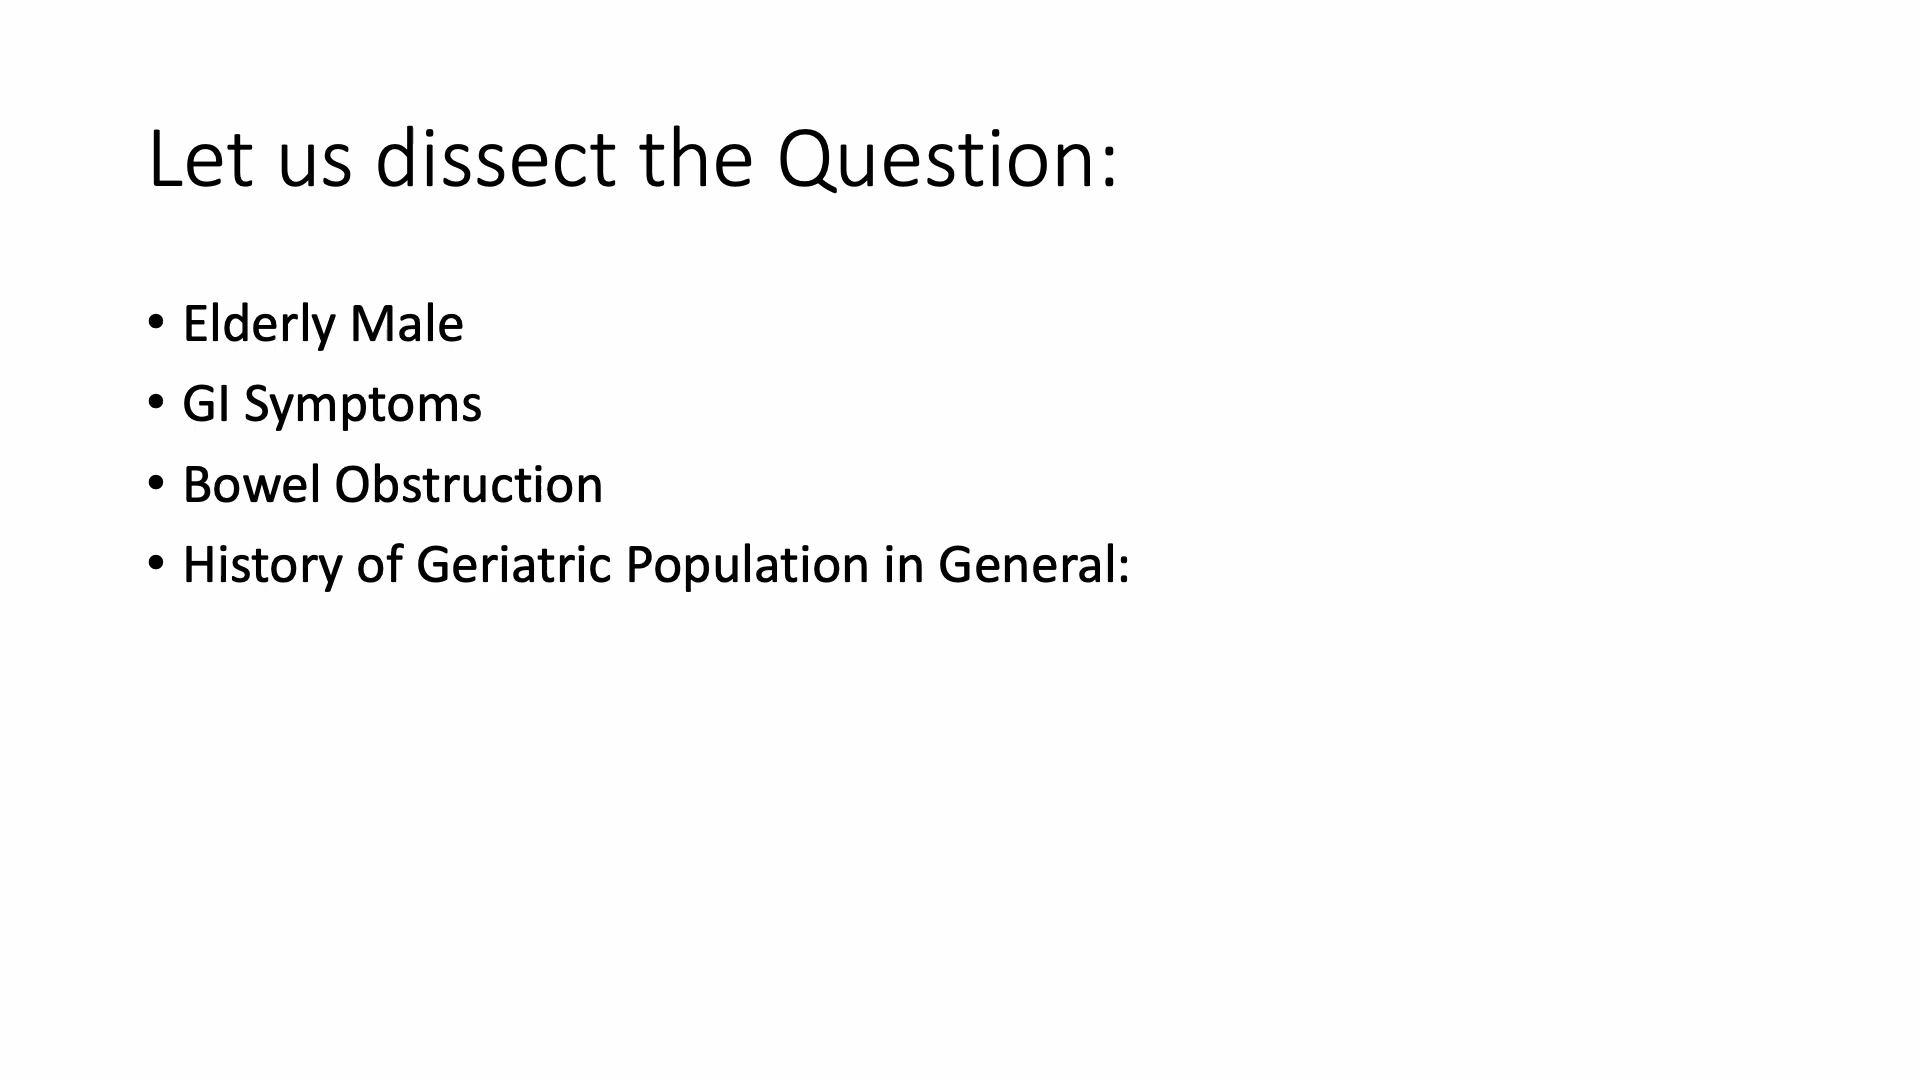 Let us dissect the Question:
• Elderly Male
• GI Symptoms
• Bowel Obstruction
• History of Geriatric Population in General: